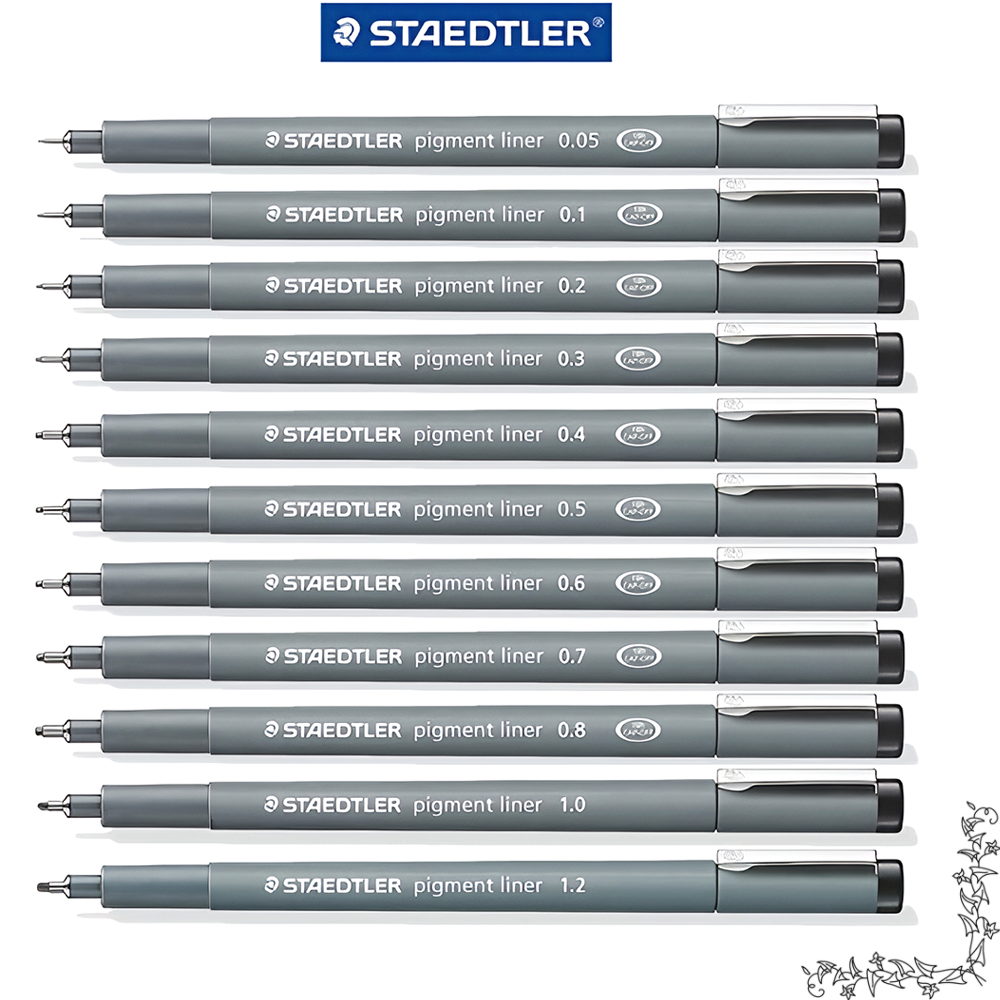 STAEDTLER®
STAEDTLER pigment liner 0.05
STAEDTLER pigment liner 0.1
STAEDTLER pigment liner 0.2
STAEDTLER pigment liner 0.3
STAEDTLER pigment liner 0.4
STAEDTLER pigment liner 0.5
STAEDTLER pigment liner 0.6
STAEDTLER pigment liner 0.7
STAEDTLER pigment liner 0.8
STAEDTLER pigment liner 1.0
STAEDTLER pigment liner 1.2